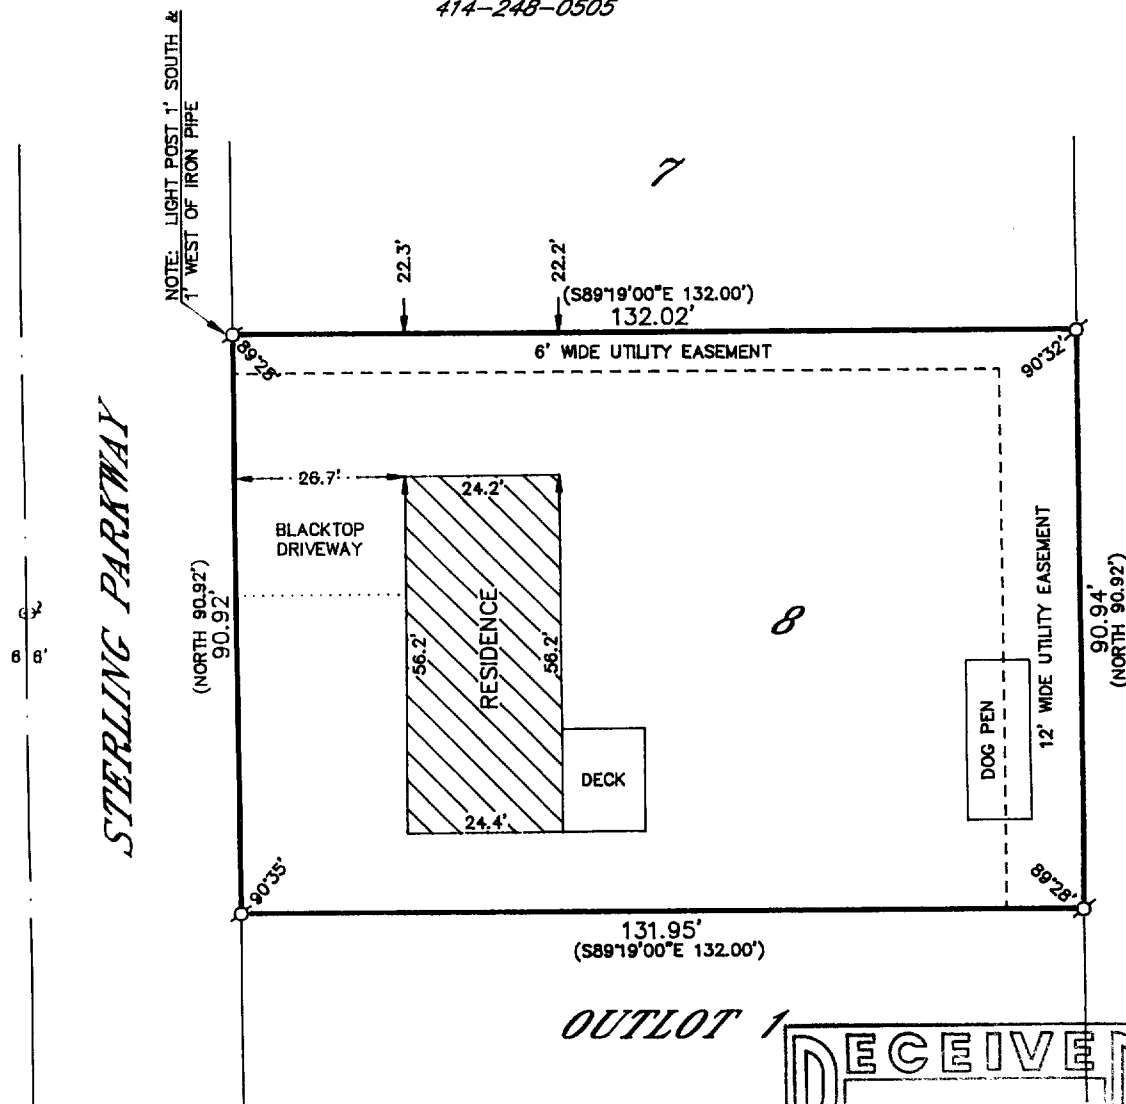 414-248-0505
NOTE: LIGHT POST 1' SOUTH &
1' WEST OF IRON PIPE
7
22.3'
22.2'
(S89°19'00"E 132.00')
132.02'
6' WIDE UTILITY EASEMENT
90°32'
26.7'
24.2'
BLACKTOP
DRIVEWAY
STERLING PARKWAY
(NORTH 90.92')
90.92'
56.2'
RESIDENCE
56.2'
8
12' WIDE UTILITY EASEMENT
90.94'
(NORTH 90.92')
66'
DOG PEN
DECK
24.4'
90°35'
89°28'
131.95'
(S89°19'00"E 132.00')
OUTLOT 1